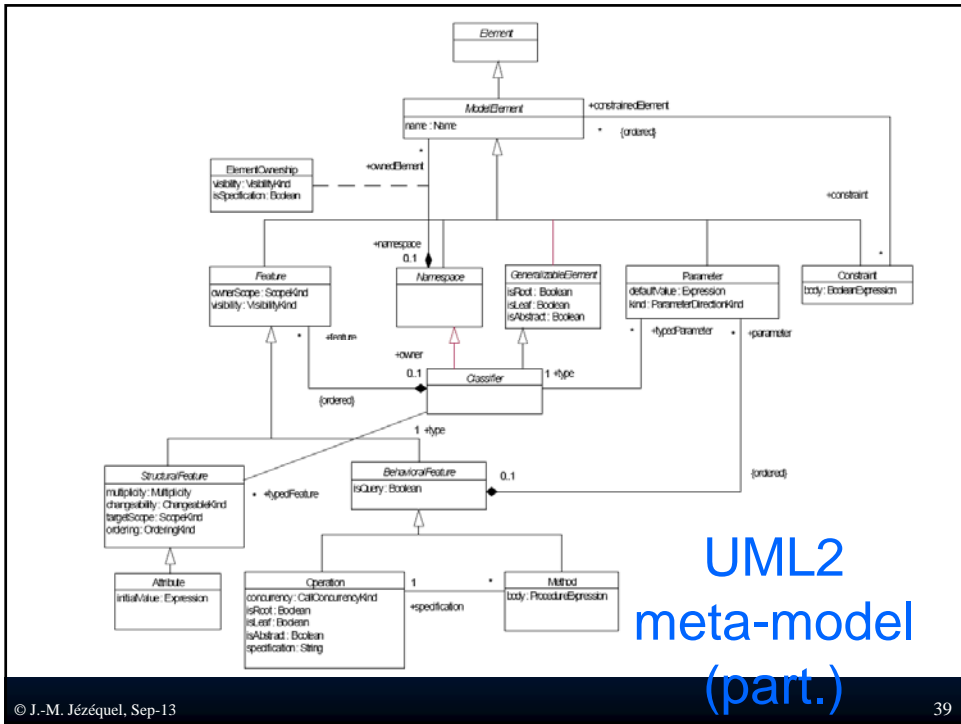 Element
ModelElement
name : Name
+constrainedElement
*
{ordered}
*
+ownedElement
ElementOwnership
visibility : VisibilityKind
isSpecification : Boolean
+constraint
*
+namespace
0..1
Feature
ownerScope : ScopeKind
visibility : VisibilityKind
Namespace
GeneralizableElement
isRoot : Boolean
isLeaf : Boolean
isAbstract : Boolean
Parameter
defaultValue : Expression
kind : ParameterDirectionKind
Constraint
body : BooleanExpression
*
+feature
+owner
0..1
{ordered}
Classifier
1 +type
*
+typedParameter
*
+parameter
1 +type
{ordered}
StructuralFeature
multiplicity : Multiplicity
changeability : ChangeableKind
targetScope : ScopeKind
ordering : OrderingKind
* +typedFeature
BehavioralFeature
isQuery : Boolean
0..1
Attribute
initialValue : Expression
Operation
concurrency : CallConcurrencyKind
isRoot : Boolean
isLeaf : Boolean
isAbstract : Boolean
specification : String
1
+specification
*
Method
body : ProcedureExpression
UML2
meta-model
(part.)
© J.-M. Jézéquel, Sep-13
39